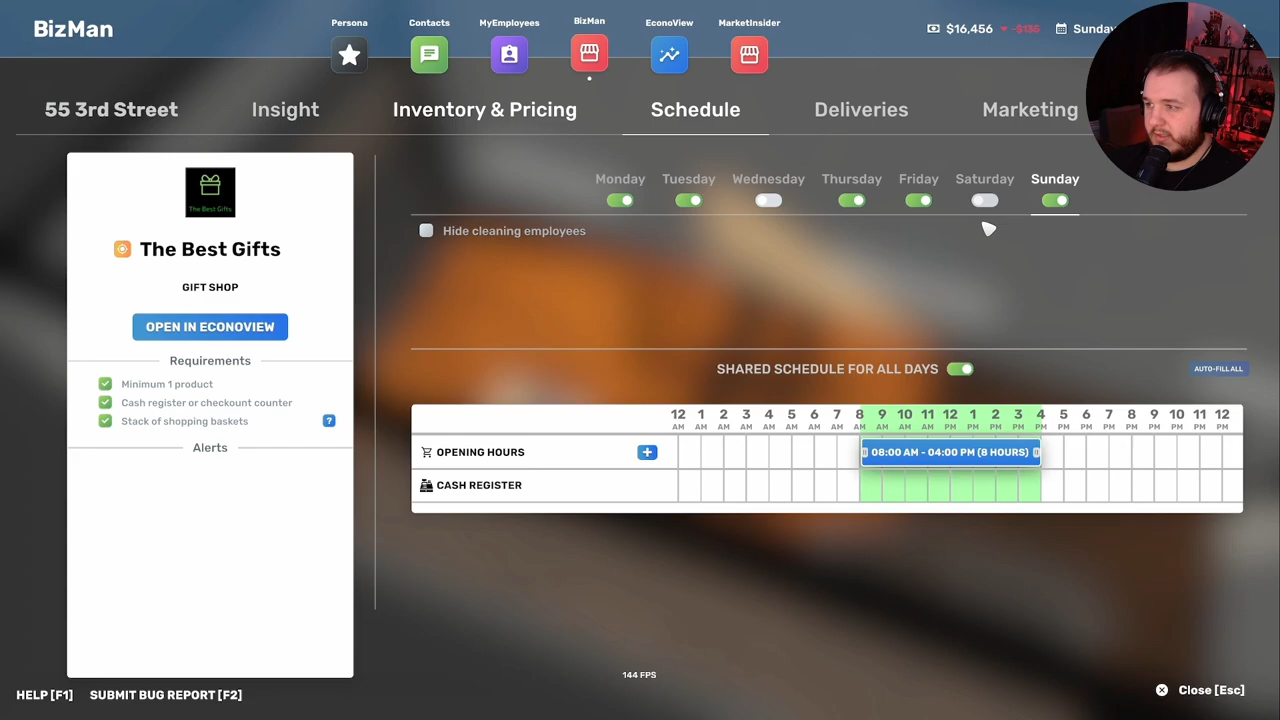 BizMan
Persona
Contacts
MyEmployees
BizMan
EconoView
MarketInsider
$16,456 -$135 Sunday
55 3rd Street
Insight
Inventory & Pricing
Schedule
Deliveries
Marketing
The Best Gifts
The Best Gifts
GIFT SHOP
OPEN IN ECONOVIEW
Requirements
Minimum 1 product
Cash register or checkount counter
Stack of shopping baskets ?
Alerts
Monday Tuesday Wednesday Thursday Friday Saturday Sunday
Hide cleaning employees
SHARED SCHEDULE FOR ALL DAYS
AUTO-FILL ALL
12 1 2 3 4 5 6 7 8 9 10 11 12 1 2 3 4 5 6 7 8 9 10 11 12
AM AM AM AM AM AM AM AM AM AM AM AM PM PM PM PM PM PM PM PM PM PM PM PM PM
OPENING HOURS + 08:00 AM - 04:00 PM (8 HOURS)
CASH REGISTER
144 FPS
HELP [F1] SUBMIT BUG REPORT [F2]
Close [Esc]